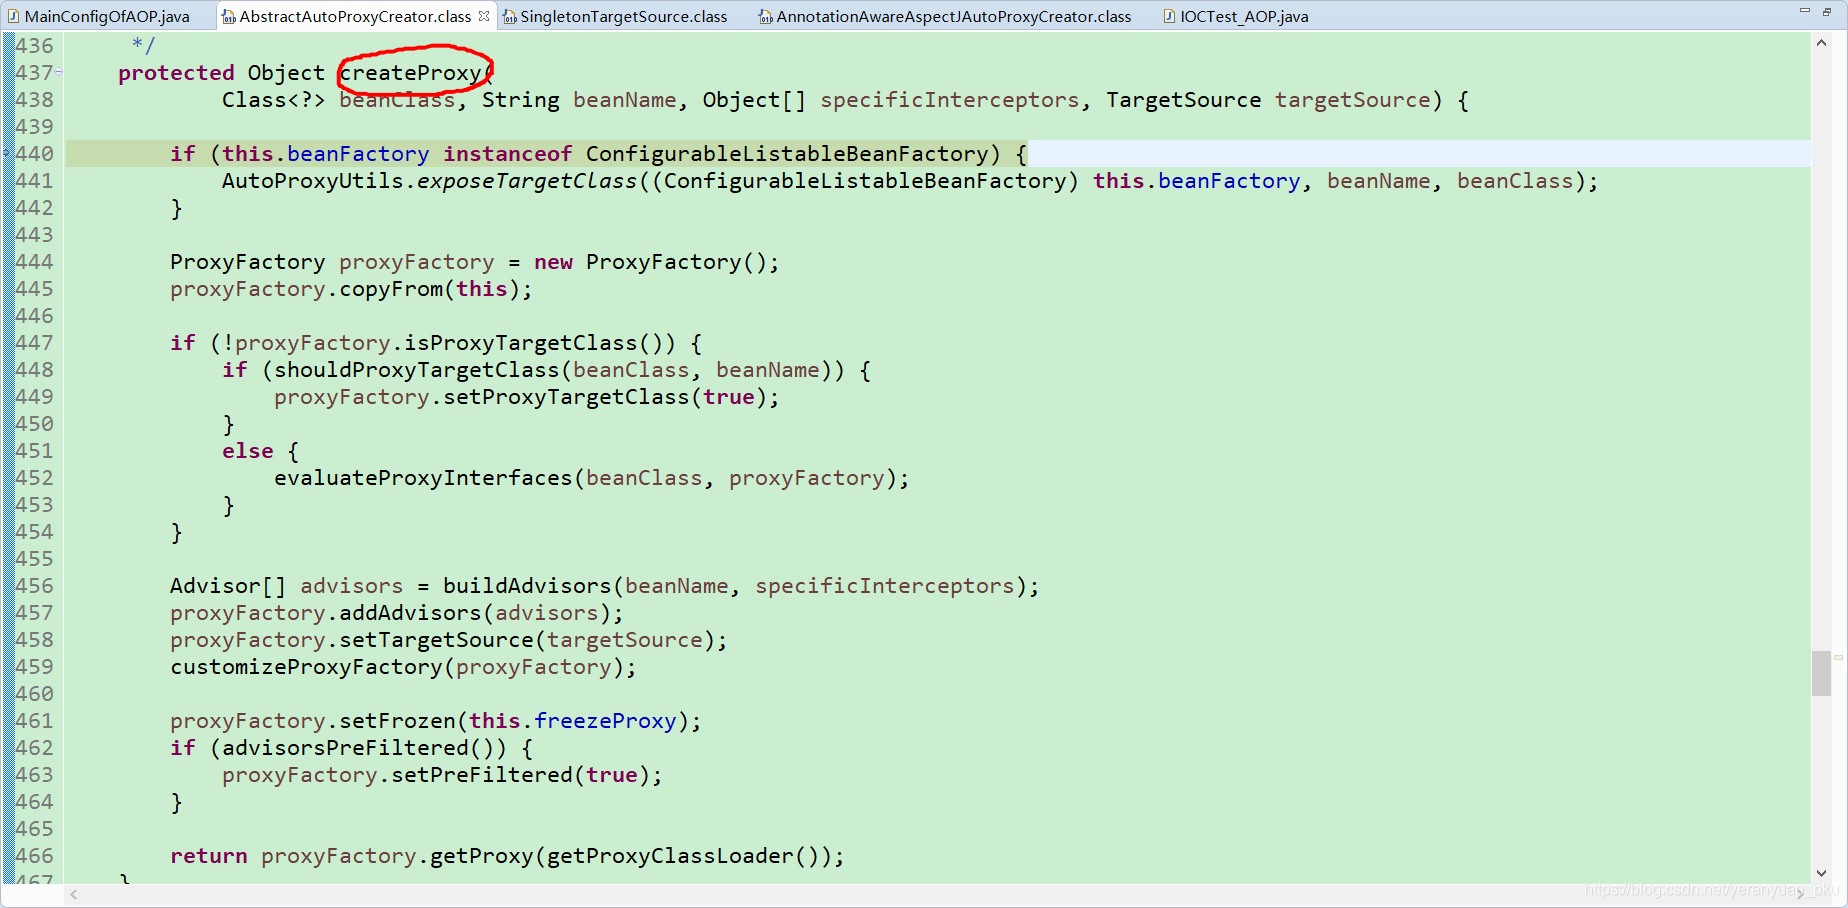 MainConfigOfAOP.java AbstractAutoProxyCreator.class SingletonTargetSource.class AnnotationAwareAspectJAutoProxyCreator.class IOCTest_AOP.java
436 */
437 protected Object createProxy(
438 Class<?> beanClass, String beanName, Object[] specificInterceptors, TargetSource targetSource) {
439
440 if (this.beanFactory instanceof ConfigurableListableBeanFactory) {
441 AutoProxyUtils.exposeTargetClass((ConfigurableListableBeanFactory) this.beanFactory, beanName, beanClass);
442 }
443
444 ProxyFactory proxyFactory = new ProxyFactory();
445 proxyFactory.copyFrom(this);
446
447 if (!proxyFactory.isProxyTargetClass()) {
448 if (shouldProxyTargetClass(beanClass, beanName)) {
449 proxyFactory.setProxyTargetClass(true);
450 }
451 else {
452 evaluateProxyInterfaces(beanClass, proxyFactory);
453 }
454 }
455
456 Advisor[] advisors = buildAdvisors(beanName, specificInterceptors);
457 proxyFactory.addAdvisors(advisors);
458 proxyFactory.setTargetSource(targetSource);
459 customizeProxyFactory(proxyFactory);
460
461 proxyFactory.setFrozen(this.freezeProxy);
462 if (advisorsPreFiltered()) {
463 proxyFactory.setPreFiltered(true);
464 }
465
466 return proxyFactory.getProxy(getProxyClassLoader());
467 }
https://blog.csdn.net/yerenyuan_pku